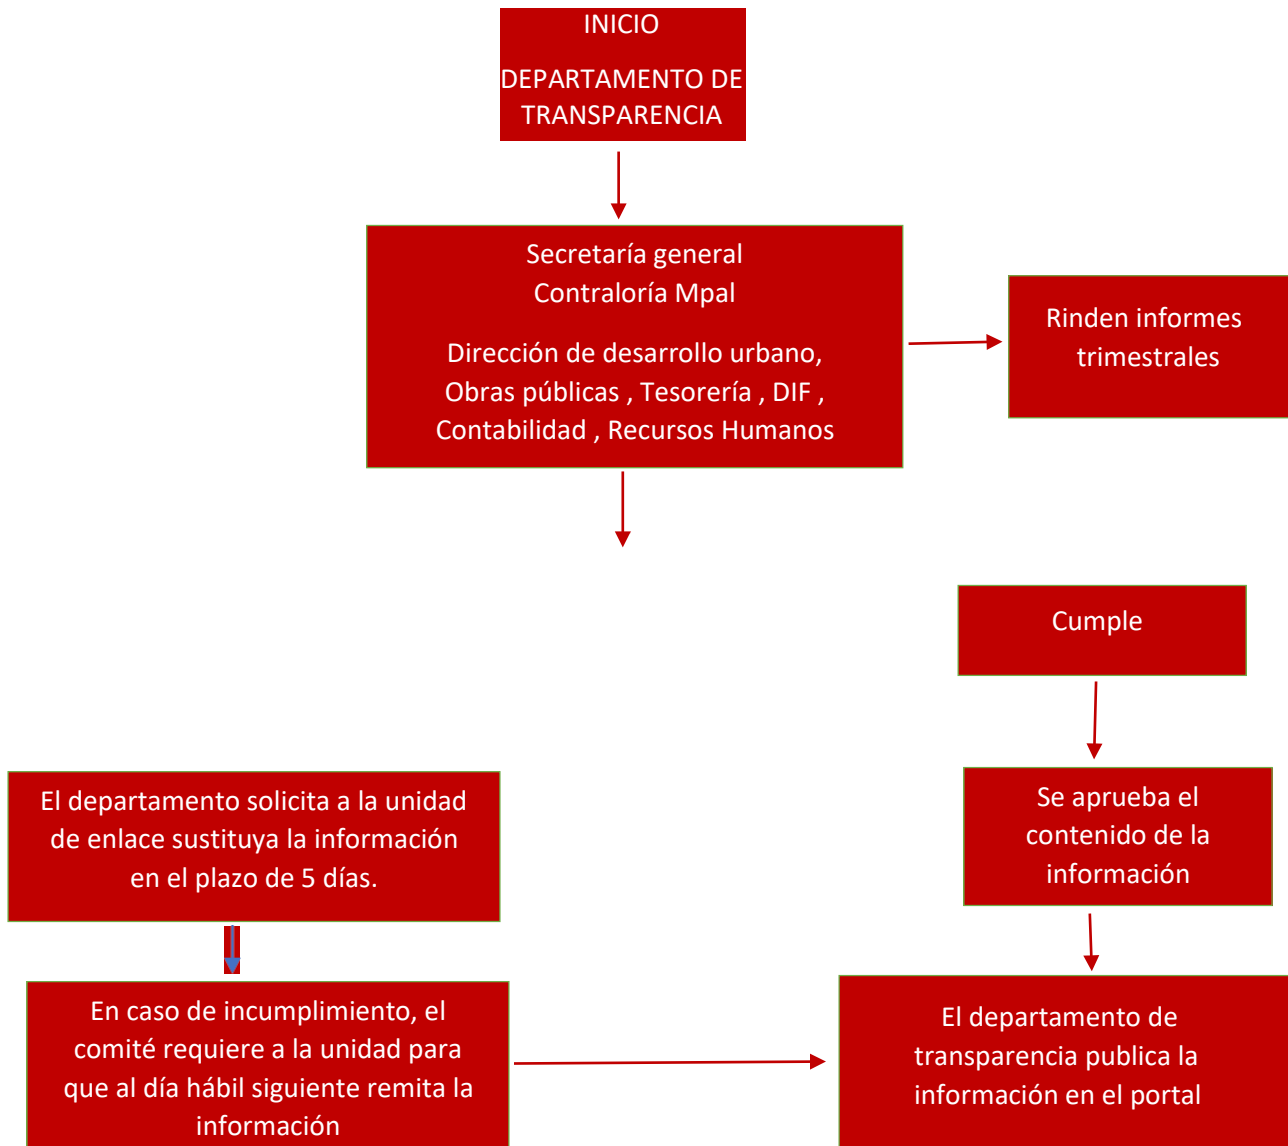 INICIO
DEPARTAMENTO DE
TRANSPARENCIA
Secretaría general
Contraloría Mpal
Dirección de desarrollo urbano,
Obras públicas , Tesorería , DIF ,
Contabilidad , Recursos Humanos
Rinden informes
trimestrales
Cumple
Se aprueba el
contenido de la
información
El departamento solicita a la unidad
de enlace sustituya la información
en el plazo de 5 días.
En caso de incumplimiento, el
comité requiere a la unidad para
que al día hábil siguiente remita la
información
El departamento de
transparencia publica la
información en el portal